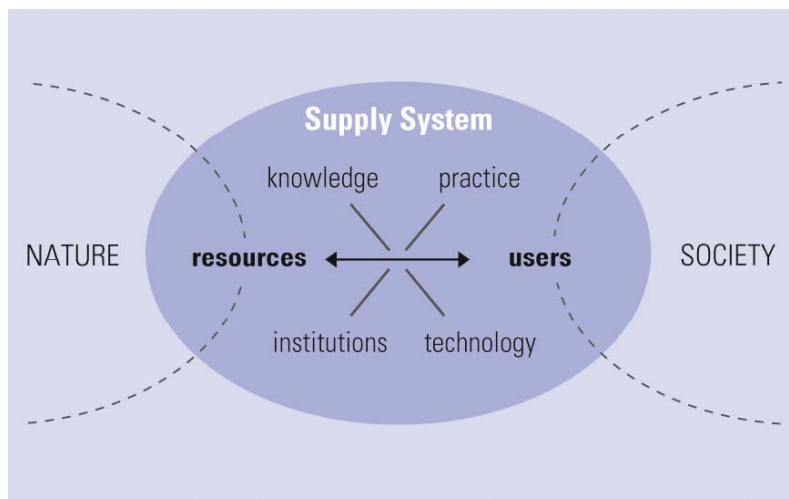 Supply System
knowledge practice
NATURE resources users SOCIETY
institutions technology